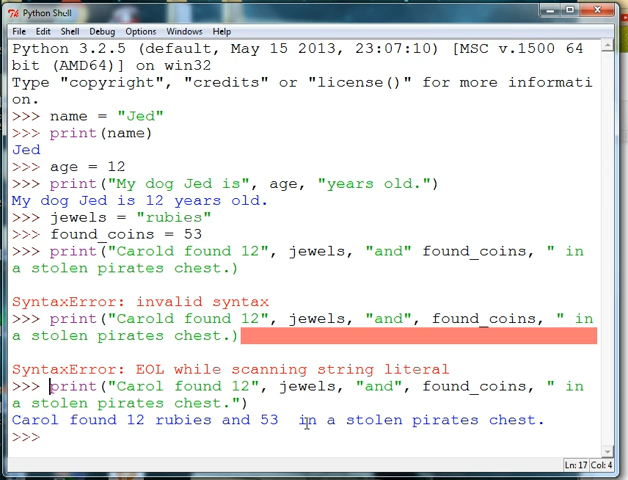 Python Shell
File Edit Shell Debug Options Windows Help
Python 3.2.5 (default, May 15 2013, 23:07:10) [MSC v.1500 64
bit (AMD64)] on win32
Type "copyright", "credits" or "license()" for more informati
on.
>>> name = "Jed"
>>> print(name)
Jed
>>> age = 12
>>> print("My dog Jed is", age, "years old.")
My dog Jed is 12 years old.
>>> jewels = "rubies"
>>> found_coins = 53
>>> print("Carold found 12", jewels, "and" found_coins, " in
a stolen pirates chest.)
SyntaxError: invalid syntax
>>> print("Carold found 12", jewels, "and", found_coins, " in
a stolen pirates chest.)
SyntaxError: EOL while scanning string literal
>>> print("Carol found 12", jewels, "and", found_coins, " in
a stolen pirates chest.")
Carol found 12 rubies and 53  in a stolen pirates chest.
>>>
Ln: 17 Col: 4